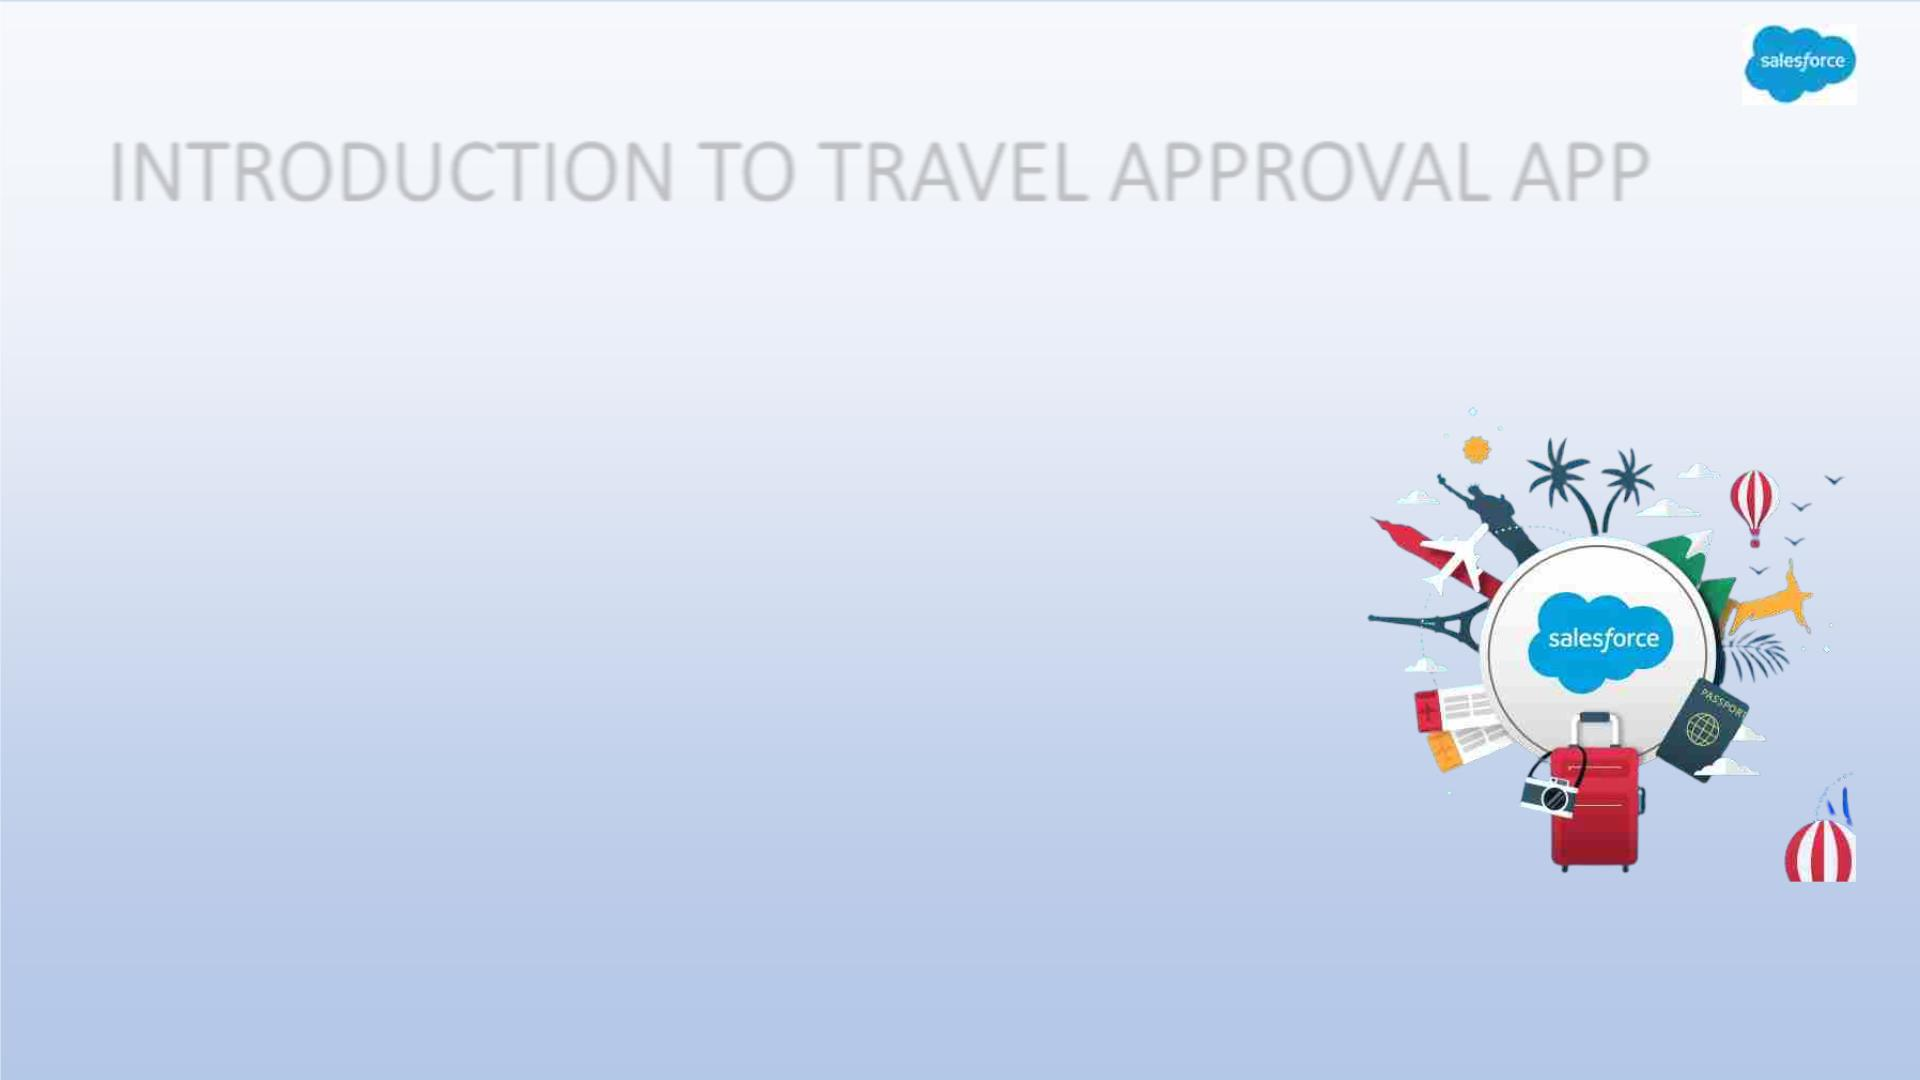 salesforce
INTRODUCTION TO TRAVEL APPROVAL APP
salesforce
PASSPORT